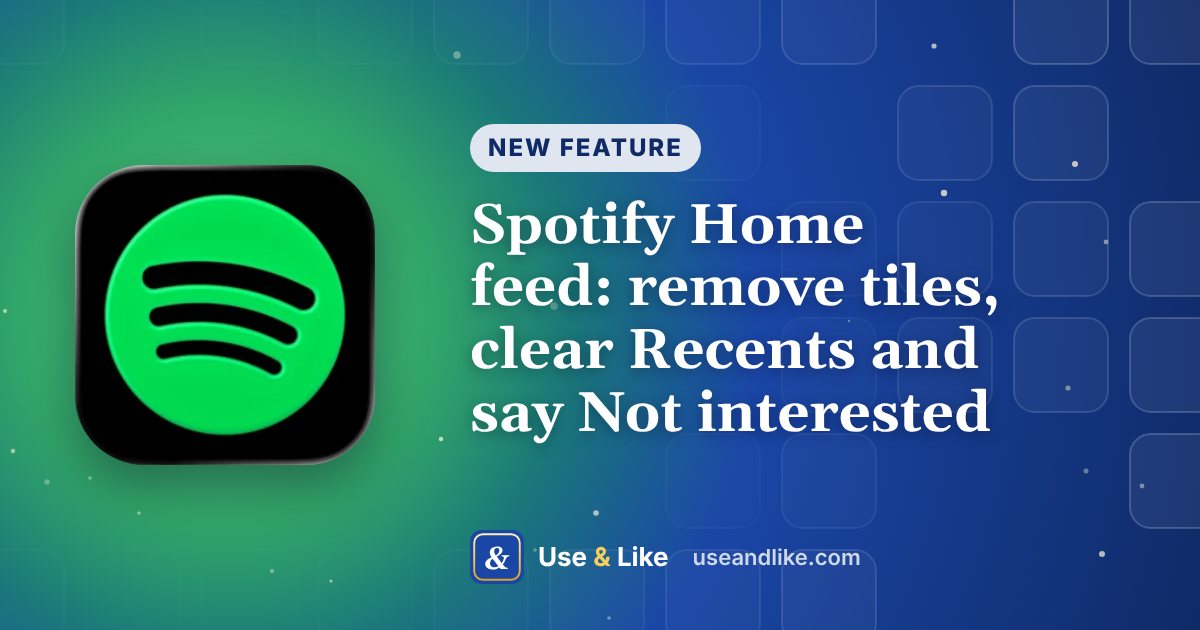 NEW FEATURE
Spotify Home
feed: remove tiles,
clear Recents and
say Not interested
& Use & Like useandlike.com